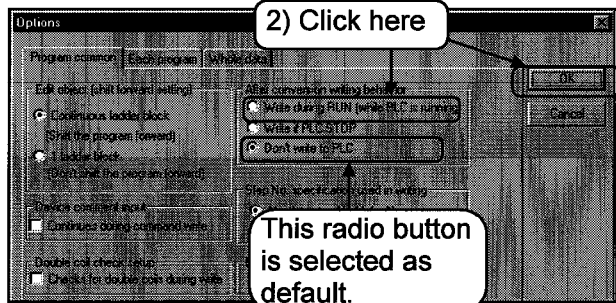 Options
2) Click here
Program common Each program Whole data
Edit object (shift forward setting)
Continuous ladder block
(Shift the program forward)
1 ladder block
(Don't shift the program forward)
After conversion writing behavior
Write during RUN (while PLC is running
Write if PLC STOP
Don't write to PLC
OK
Cancel
Device comment input
Continues during command write
Step No. specification used in writing
Double coil check setup
Checks for double coils during write
This radio button
is selected as
default.